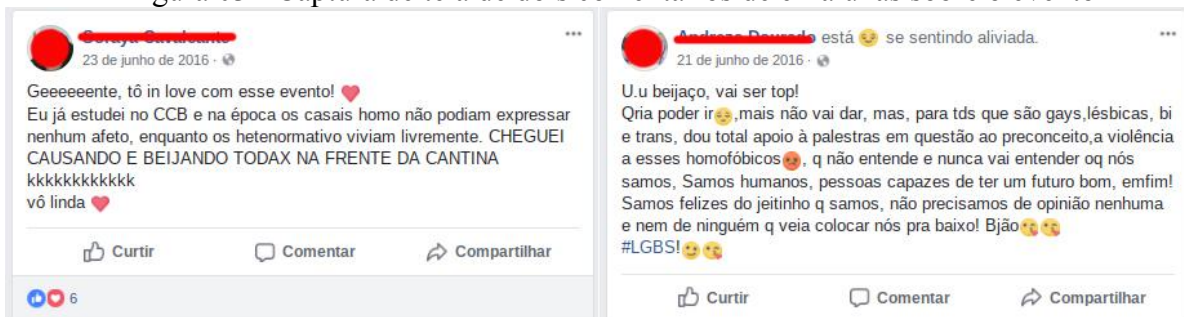 23 de junho de 2016 ·
Geeeeeente, tô in love com esse evento!
Eu já estudei no CCB e na época os casais homo não podiam expressar
nenhum afeto, enquanto os hetenormativo viviam livremente. CHEGUEI
CAUSANDO E BEIJANDO TODAX NA FRENTE DA CANTINA
kkkkkkkkkkkk
vô linda
Curtir Comentar Compartilhar
6
está 😔 se sentindo aliviada.
21 de junho de 2016 ·
U.u beijaço, vai ser top!
Qria poder ir😔,mais não vai dar, mas, para tds que são gays,lésbicas, bi
e trans, dou total apoio à palestras em questão ao preconceito,a violência
a esses homofóbicos😡, q não entende e nunca vai entender oq nós
samos, Samos humanos, pessoas capazes de ter um futuro bom, emfim!
Samos felizes do jeitinho q samos, não precisamos de opinião nenhuma
e nem de ninguém q veia colocar nós pra baixo! Bjão😘😘
#LGBS!🙂😘
Curtir Comentar Compartilhar